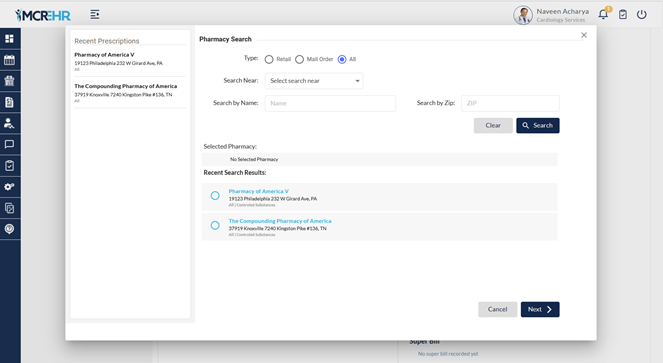 MCREHR
Naveen Acharya
Cardiology Services
Recent Prescriptions
Pharmacy of America V
19123 Philadelphia 232 W Girard Ave, PA
All
The Compounding Pharmacy of America
37919 Knoxville 7240 Kingston Pike #136, TN
All
Pharmacy Search
Type:
Retail
Mail Order
All
Search Near:
Select search near
Search by Name:
Name
Search by Zip:
ZIP
Clear
Search
Selected Pharmacy:
No Selected Pharmacy
Recent Search Results:
Pharmacy of America V
19123 Philadelphia 232 W Girard Ave, PA
All | Controlled Substances
The Compounding Pharmacy of America
37919 Knoxville 7240 Kingston Pike #136, TN
All | Controlled Substances
Cancel
Next
Super Bill
No super bill recorded yet